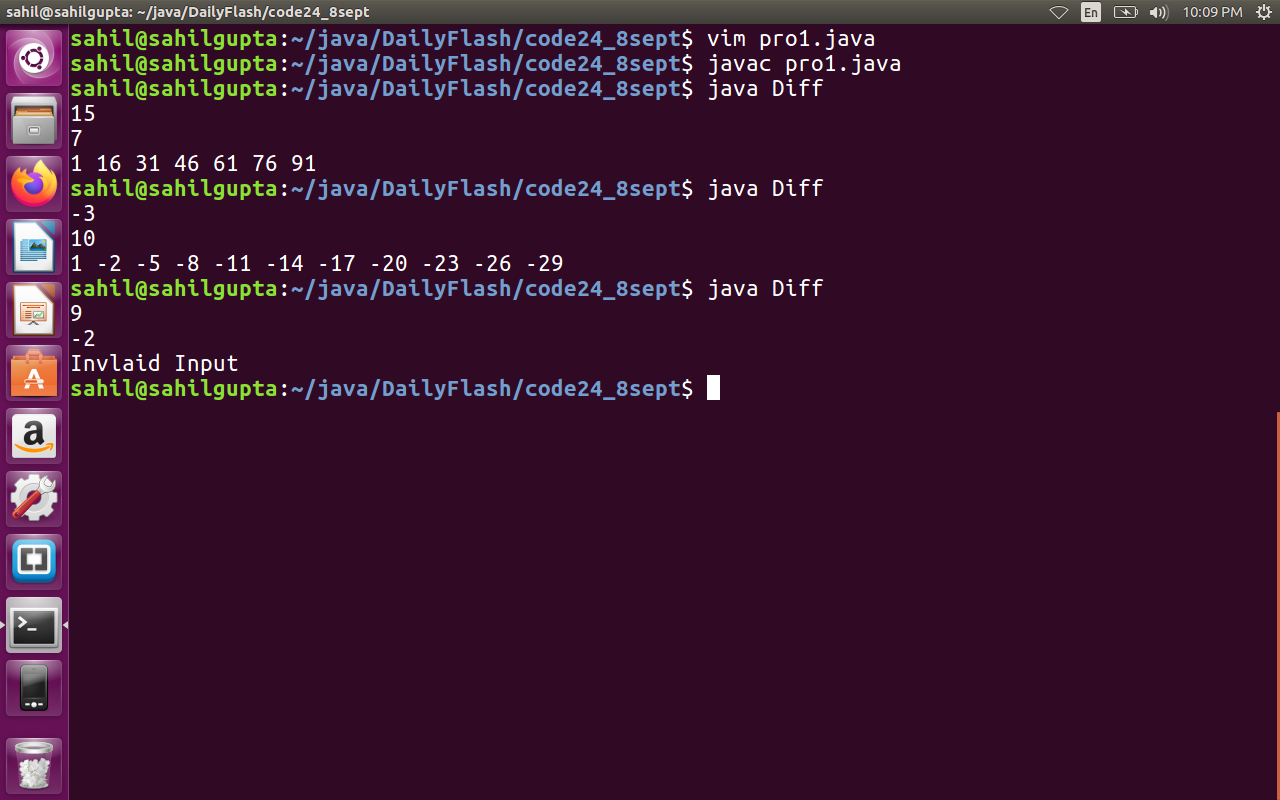 sahil@sahilgupta: ~/java/DailyFlash/code24_8sept En 10:09 PM
sahil@sahilgupta:~/java/DailyFlash/code24_8sept$ vim pro1.java
sahil@sahilgupta:~/java/DailyFlash/code24_8sept$ javac pro1.java
sahil@sahilgupta:~/java/DailyFlash/code24_8sept$ java Diff
15
7
1 16 31 46 61 76 91
sahil@sahilgupta:~/java/DailyFlash/code24_8sept$ java Diff
-3
10
1 -2 -5 -8 -11 -14 -17 -20 -23 -26 -29
sahil@sahilgupta:~/java/DailyFlash/code24_8sept$ java Diff
9
-2
Invlaid Input
sahil@sahilgupta:~/java/DailyFlash/code24_8sept$